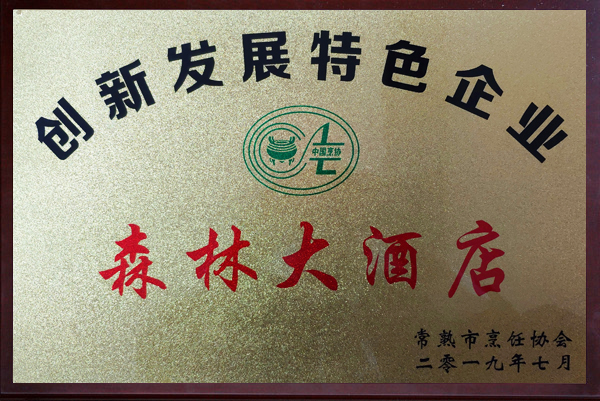 创新发展特色企业
中国烹协
森林大酒店
常熟市烹饪协会
二零一九年七月